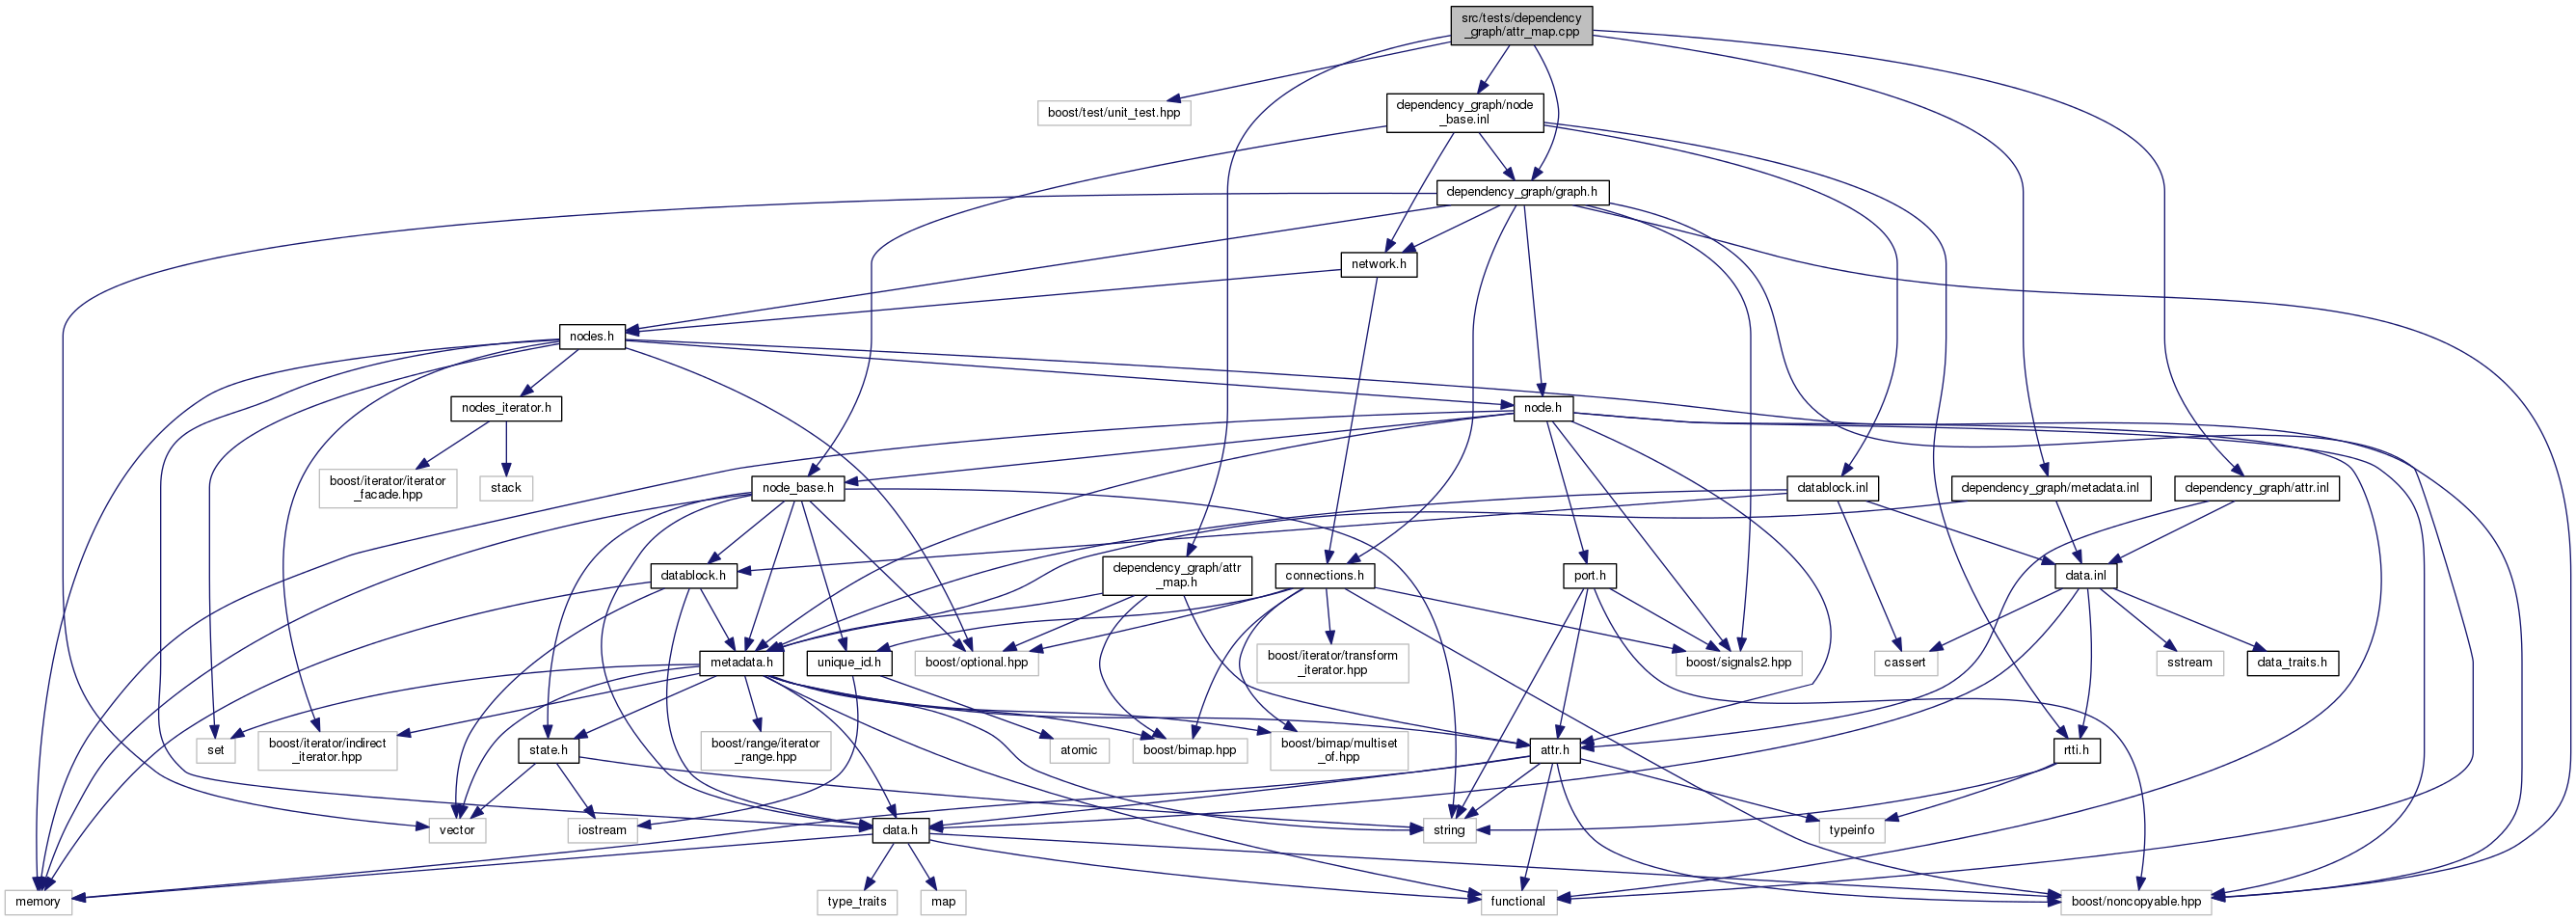 src/tests/dependency
_graph/attr_map.cpp
boost/test/unit_test.hpp
dependency_graph/node
_base.inl
dependency_graph/graph.h
network.h
nodes.h
nodes_iterator.h
node.h
boost/iterator/iterator
_facade.hpp
stack
node_base.h
datablock.inl
dependency_graph/metadata.inl
dependency_graph/attr.inl
datablock.h
dependency_graph/attr
_map.h
connections.h
port.h
data.inl
metadata.h
unique_id.h
boost/optional.hpp
boost/iterator/transform
_iterator.hpp
boost/signals2.hpp
cassert
sstream
data_traits.h
set
boost/iterator/indirect
_iterator.hpp
state.h
boost/range/iterator
_range.hpp
atomic
boost/bimap.hpp
boost/bimap/multiset
_of.hpp
attr.h
rtti.h
vector
iostream
data.h
string
typeinfo
memory
type_traits
map
functional
boost/noncopyable.hpp